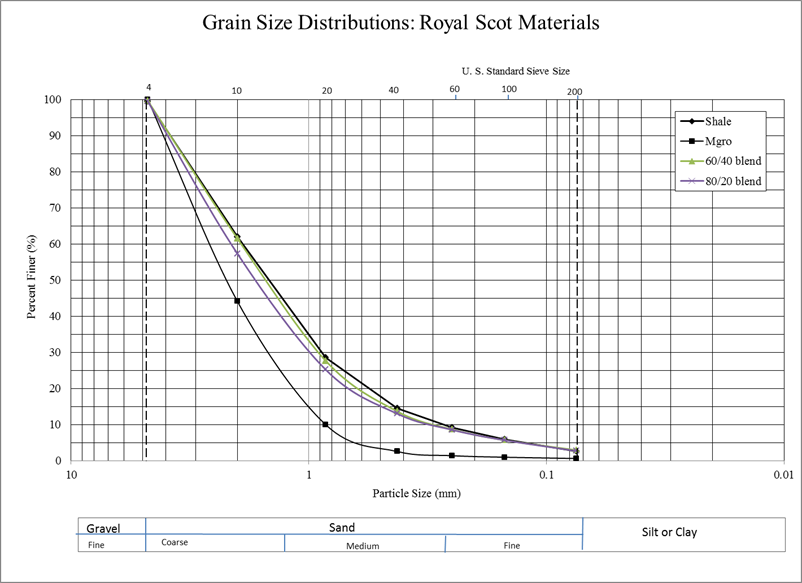 Grain Size Distributions: Royal Scot Materials
U. S. Standard Sieve Size
4 10 20 40 60 100 200
Shale
Mgro
60/40 blend
80/20 blend
Percent Finer (%)
100
90
80
70
60
50
40
30
20
10
0
10 1 0.1 0.01
Particle Size (mm)
Gravel Sand Silt or Clay
Fine Coarse Medium Fine